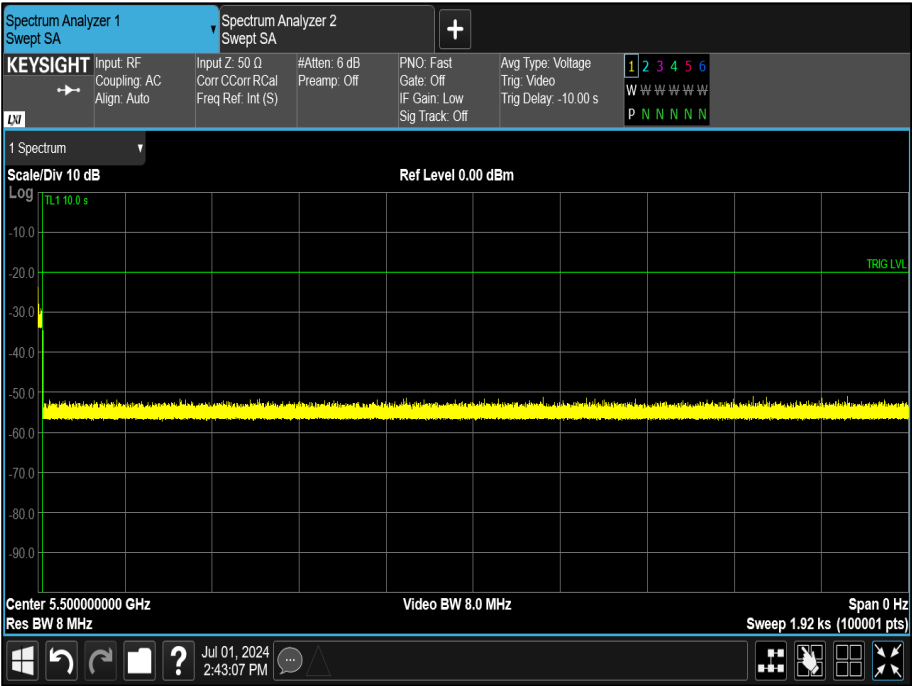 Spectrum Analyzer 1
Swept SA
Spectrum Analyzer 2
Swept SA
KEYSIGHT
LXI
Input: RF
Coupling: AC
Align: Auto
Input Z: 50 Ω
Corr CCorr RCal
Freq Ref: Int (S)
#Atten: 6 dB
Preamp: Off
PNO: Fast
Gate: Off
IF Gain: Low
Sig Track: Off
Avg Type: Voltage
Trig: Video
Trig Delay: -10.00 s
1 2 3 4 5 6
W W W W W W
P N N N N N
1 Spectrum
Scale/Div 10 dB
Ref Level 0.00 dBm
Log
TL1 10.0 s
-10.0
TRIG LVL
-20.0
-30.0
-40.0
-50.0
-60.0
-70.0
-80.0
-90.0
Center 5.500000000 GHz
Video BW 8.0 MHz
Span 0 Hz
Res BW 8 MHz
Sweep 1.92 ks (100001 pts)
?
Jul 01, 2024
2:43:07 PM